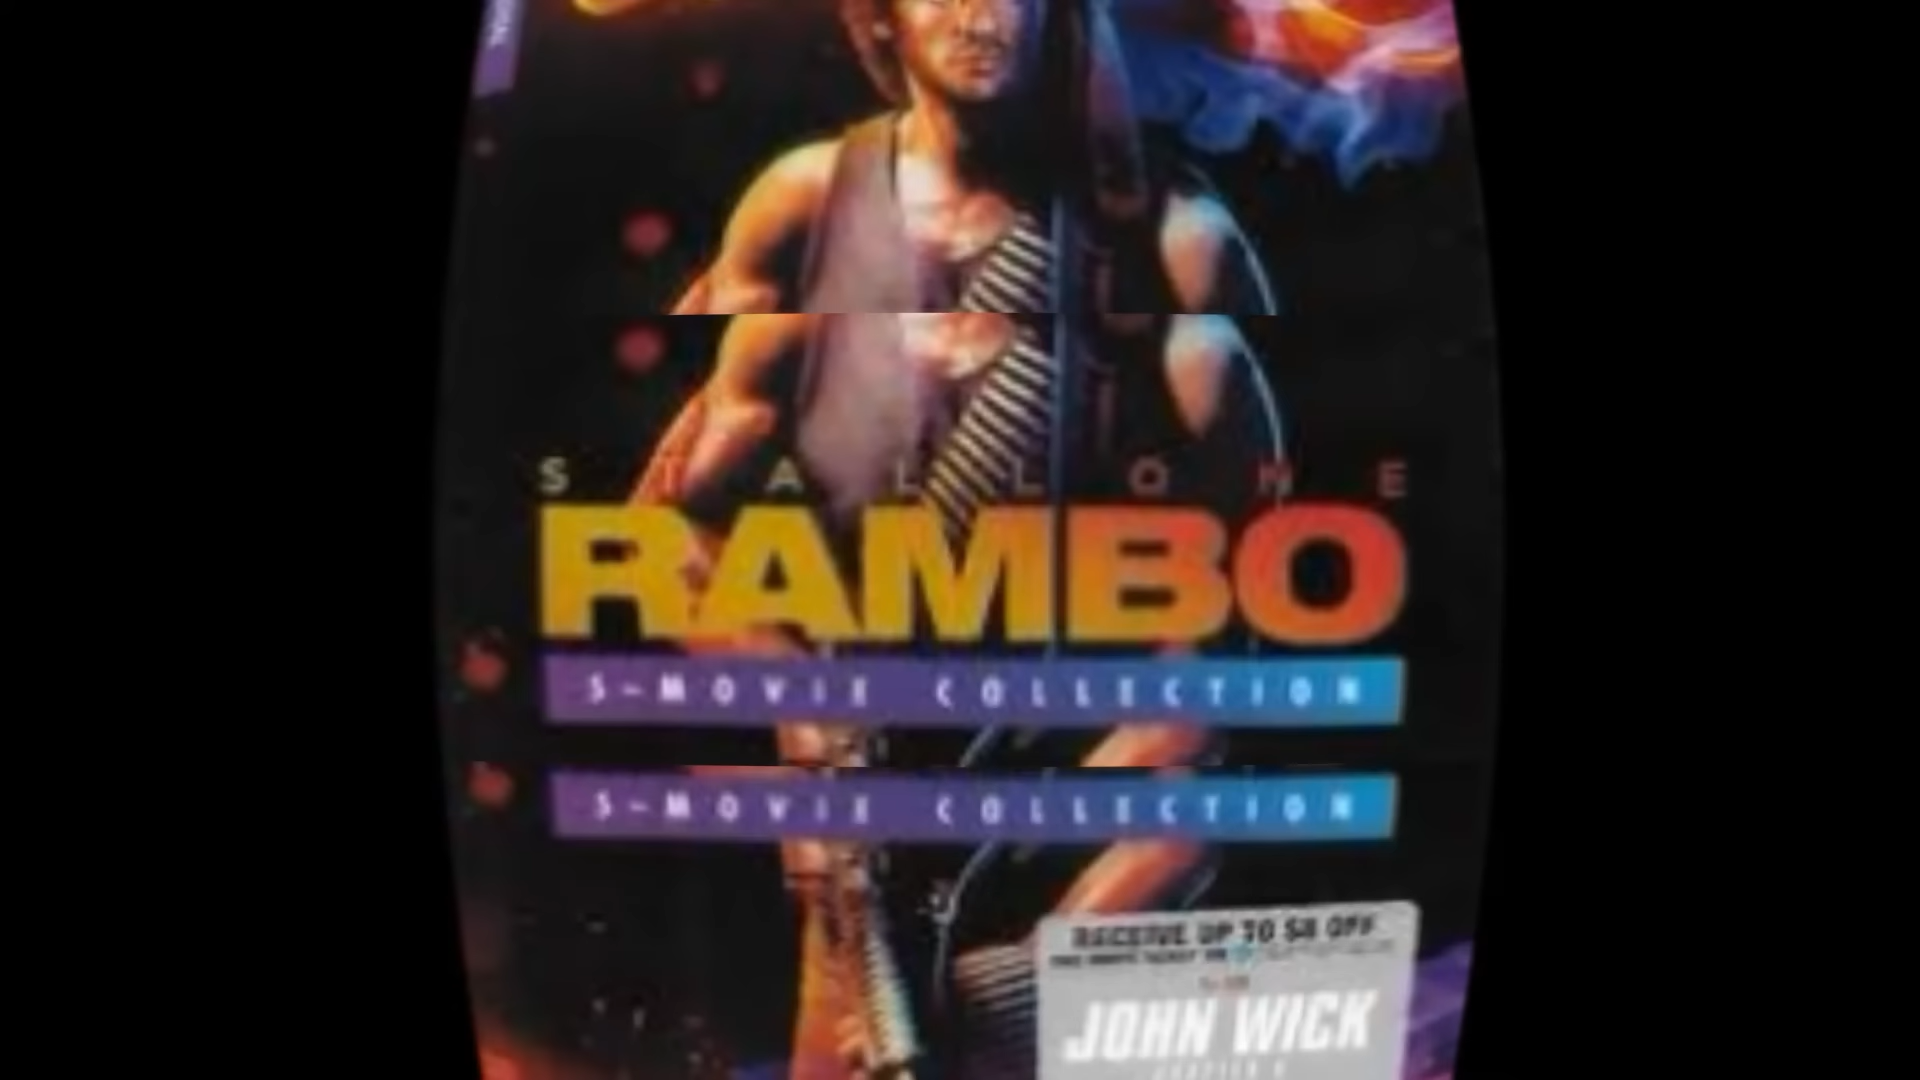 STALLONE
RAMBO
5-MOVIE COLLECTION
5-MOVIE COLLECTION
RECEIVE UP TO $8 OFF
JOHN WICK